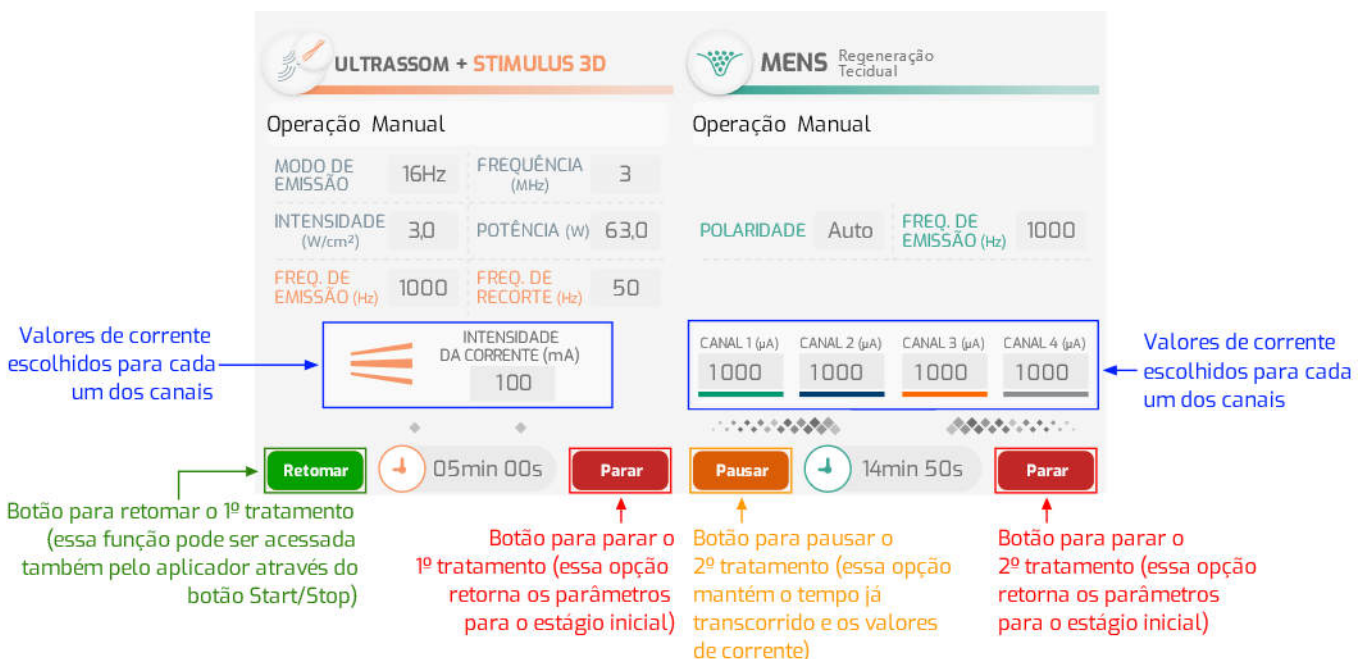 ULTRASSOM + STIMULUS 3D
Operação Manual
MODO DE
EMISSÃO
16Hz
FREQUÊNCIA
(MHz)
3
INTENSIDADE
(W/cm²)
3,0
POTÊNCIA (W)
63,0
FREQ. DE
EMISSÃO (Hz)
1000
FREQ. DE
RECORTE (Hz)
50
Valores de corrente
escolhidos para cada
um dos canais
INTENSIDADE
DA CORRENTE (mA)
100
Retomar
05min 00s
Parar
Botão para retomar o 1º tratamento
(essa função pode ser acessada
também pelo aplicador através do
botão Start/Stop)
Botão para parar o
1º tratamento (essa opção
retorna os parâmetros
para o estágio inicial)
MENS Regeneração
Tecidual
Operação Manual
POLARIDADE
Auto
FREQ. DE
EMISSÃO (Hz)
1000
CANAL 1 (µA) CANAL 2 (µA) CANAL 3 (µA) CANAL 4 (µA)
1000 1000 1000 1000
Valores de corrente
escolhidos para cada
um dos canais
Pausar
14min 50s
Parar
Botão para pausar o
2º tratamento (essa opção
mantém o tempo já
transcorrido e os valores
de corrente)
Botão para parar o
2º tratamento (essa opção
retorna os parâmetros
para o estágio inicial)